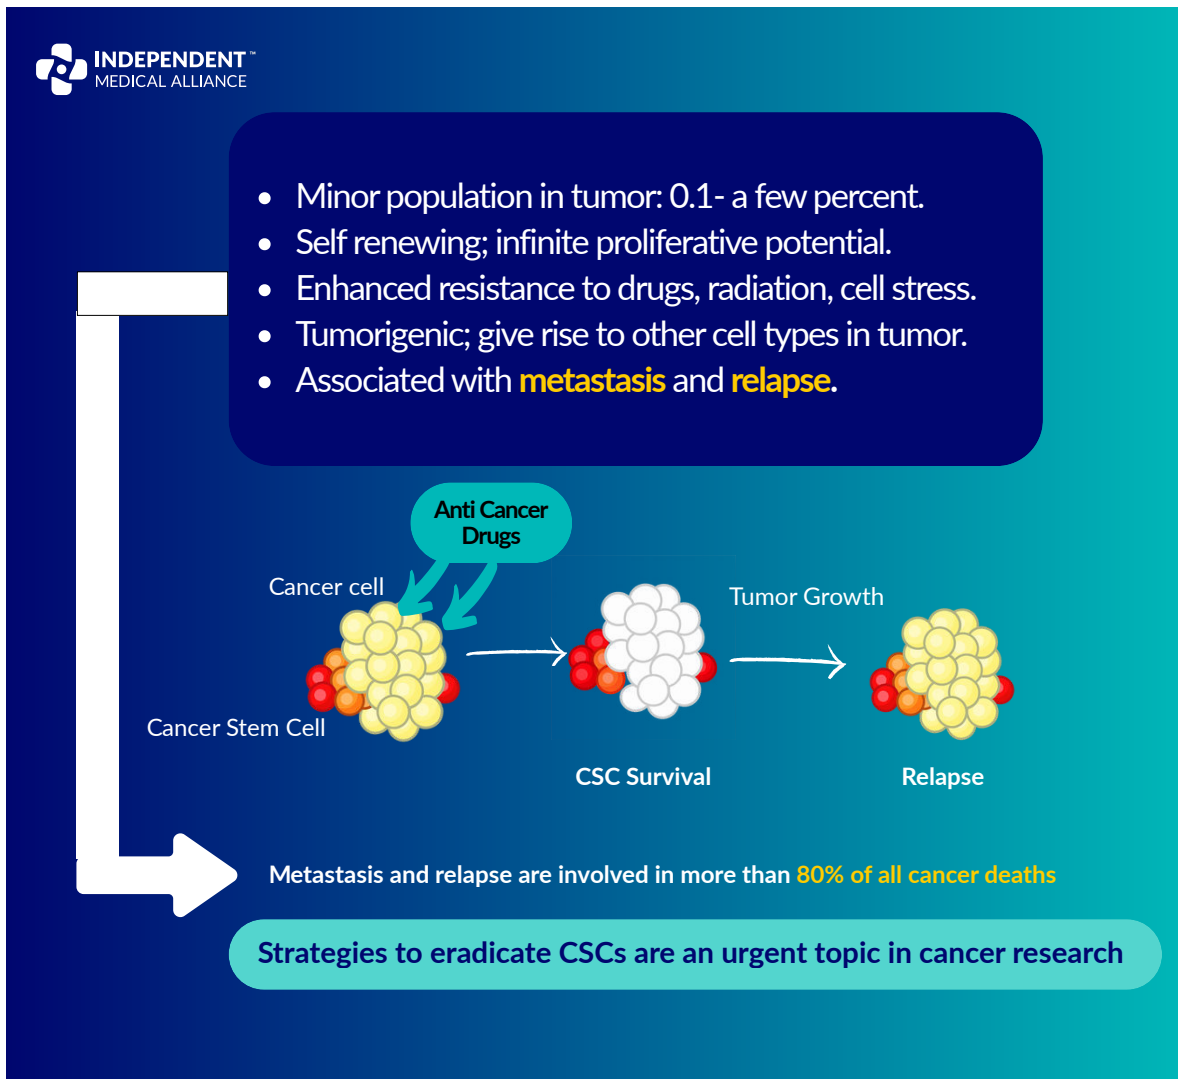 INDEPENDENT™
MEDICAL ALLIANCE
• Minor population in tumor: 0.1- a few percent.
• Self renewing; infinite proliferative potential.
• Enhanced resistance to drugs, radiation, cell stress.
• Tumorigenic; give rise to other cell types in tumor.
• Associated with metastasis and relapse.
Anti Cancer
Drugs
Cancer cell
Tumor Growth
Cancer Stem Cell
CSC Survival
Relapse
Metastasis and relapse are involved in more than 80% of all cancer deaths
Strategies to eradicate CSCs are an urgent topic in cancer research